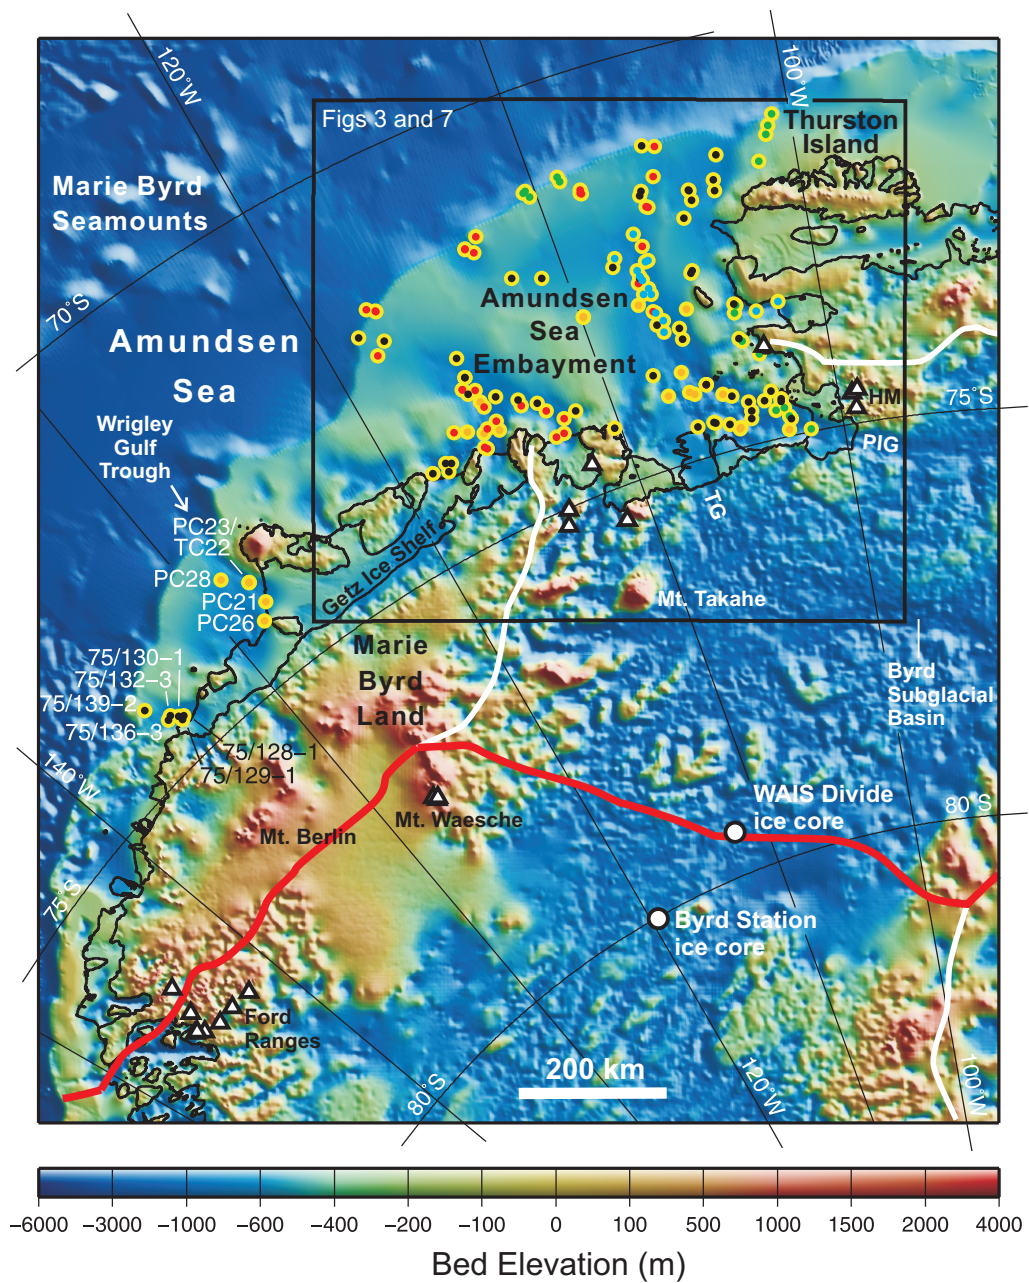 120°W
100°W
Figs 3 and 7
Thurston
Island
Marie Byrd
Seamounts
70°S
Amundsen
Sea
Embayment
Amundsen
Sea
HM
75°S
Wrigley
Gulf
Trough
PIG
TG
PC23/
TC22
Getz Ice Shelf
PC28
PC21
PC26
Mt. Takahe
Marie
Byrd
Land
75/130–1
75/132–3
75/139–2
75/136–3
Byrd
Subglacial
Basin
75/128–1
75/129–1
140°W
WAIS Divide
ice core
80°S
Mt. Waesche
Mt. Berlin
75°S
Byrd Station
ice core
Ford
Ranges
200 km
80°S
120°W
100°W
–6000 –3000 –1000 –600 –400 –200 –100 0 100 500 1000 1500 2000 4000
Bed Elevation (m)